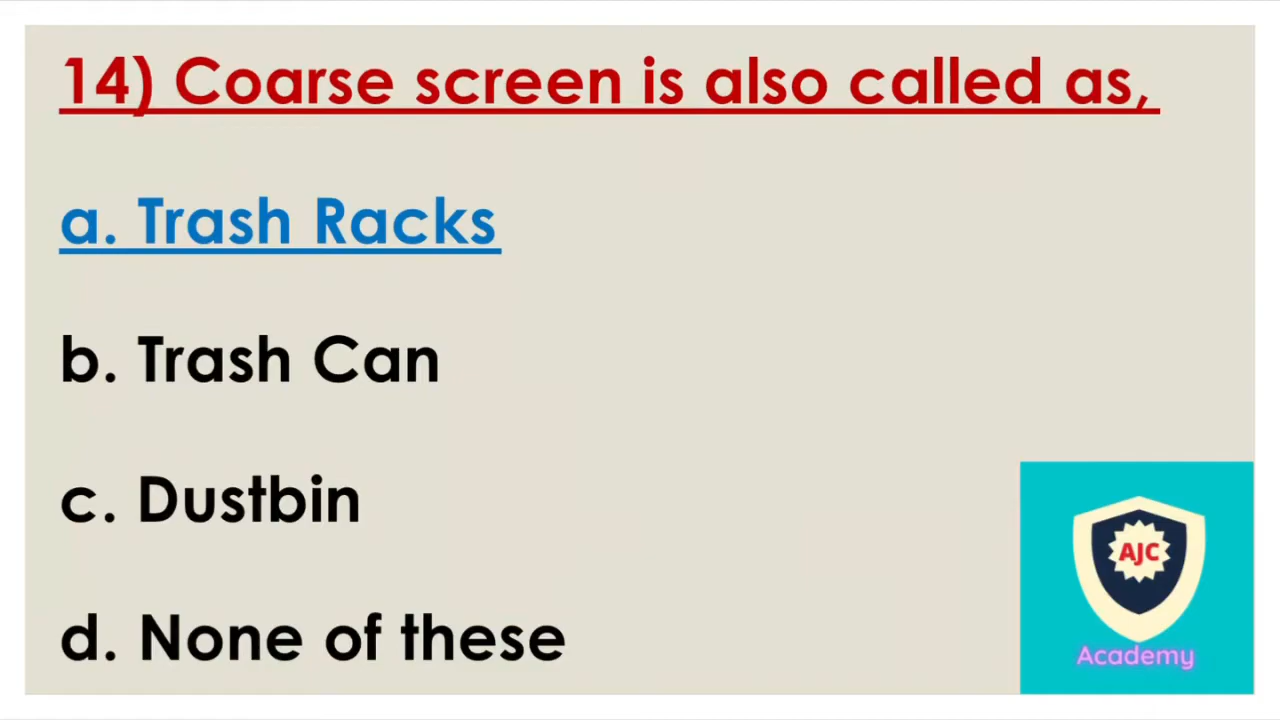 14) Coarse screen is also called as,
a. Trash Racks
b. Trash Can
c. Dustbin
d. None of these
AJC
Academy